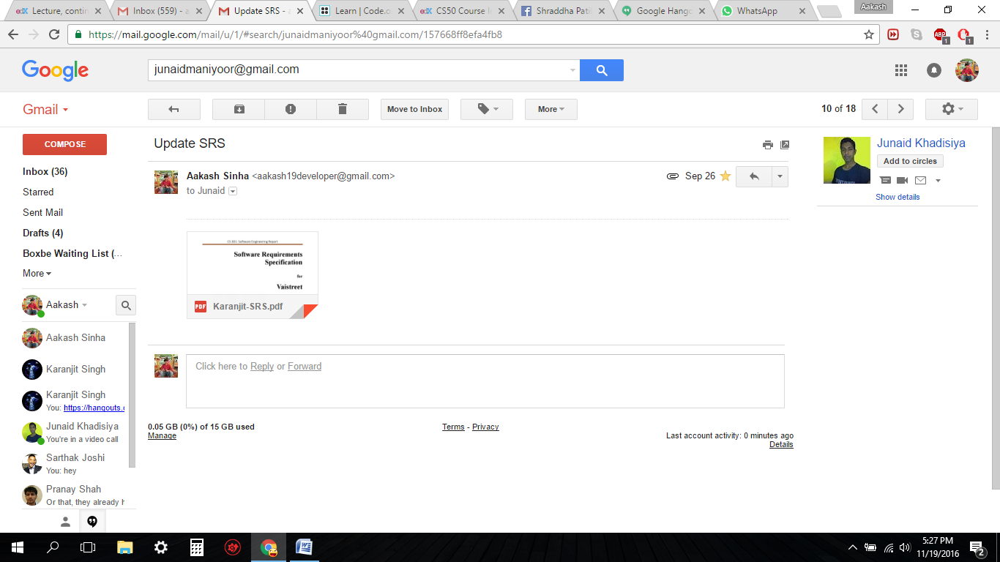 Lecture, contin
Inbox (559) - a
Update SRS - a
Learn | Code.o
CS50 Course I
Shraddha Pati
Google Hango
WhatsApp
Aakash
https://mail.google.com/mail/u/1/#search/junaidmaniyoor%40gmail.com/157668ff8efa4fb8
ABP
1
1
Google
junaidmaniyoor@gmail.com
Gmail
Move to Inbox
More
10 of 18
COMPOSE
Inbox (36)
Starred
Sent Mail
Drafts (4)
Boxbe Waiting List (...
More
Aakash
Aakash Sinha
Karanjit Singh
Karanjit Singh
You: https://hangouts.c
Junaid Khadisiya
You're in a video call
Sarthak Joshi
You: hey
Pranay Shah
Or that, they already h
Update SRS
Aakash Sinha <aakash19developer@gmail.com>
to Junaid
Sep 26
Software Engineering Report
Software Requirements
Specification
for
Vaistreet
PDF
Karanjit-SRS.pdf
Click here to Reply or Forward
0.05 GB (0%) of 15 GB used
Manage
Terms - Privacy
Last account activity: 0 minutes ago
Details
Junaid Khadisiya
Add to circles
Show details
5:27 PM
11/19/2016
2